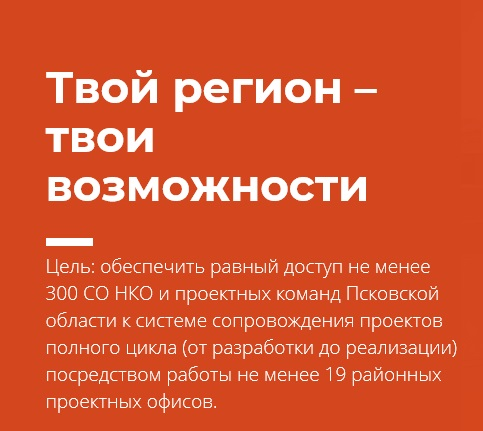 Твой регион –
твои
возможности
Цель: обеспечить равный доступ не менее
300 СО НКО и проектных команд Псковской
области к системе сопровождения проектов
полного цикла (от разработки до реализации)
посредством работы не менее 19 районных
проектных офисов.